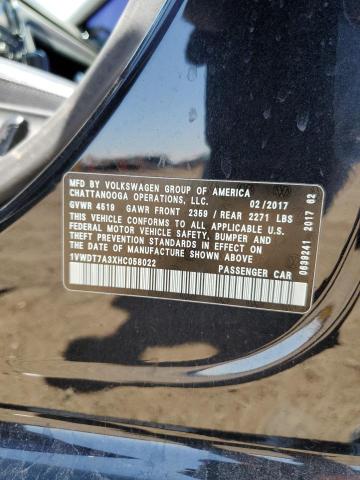 MFD BY VOLKSWAGEN GROUP OF AMERICA
CHATTANOOGA OPERATIONS, LLC. 02/2017
GVWR 4519 GAWR FRONT 2359 / REAR 2271 LBS
THIS VEHICLE CONFORMS TO ALL APPLICABLE U.S.
FEDERAL MOTOR VEHICLE SAFETY, BUMPER AND
THEFT PREVENTION STANDARDS IN EFFECT ON
THE DATE OF MANUFACTURE SHOWN ABOVE
1VWDT7A3XHC058022 PASSENGER CAR
0639241 2017 62